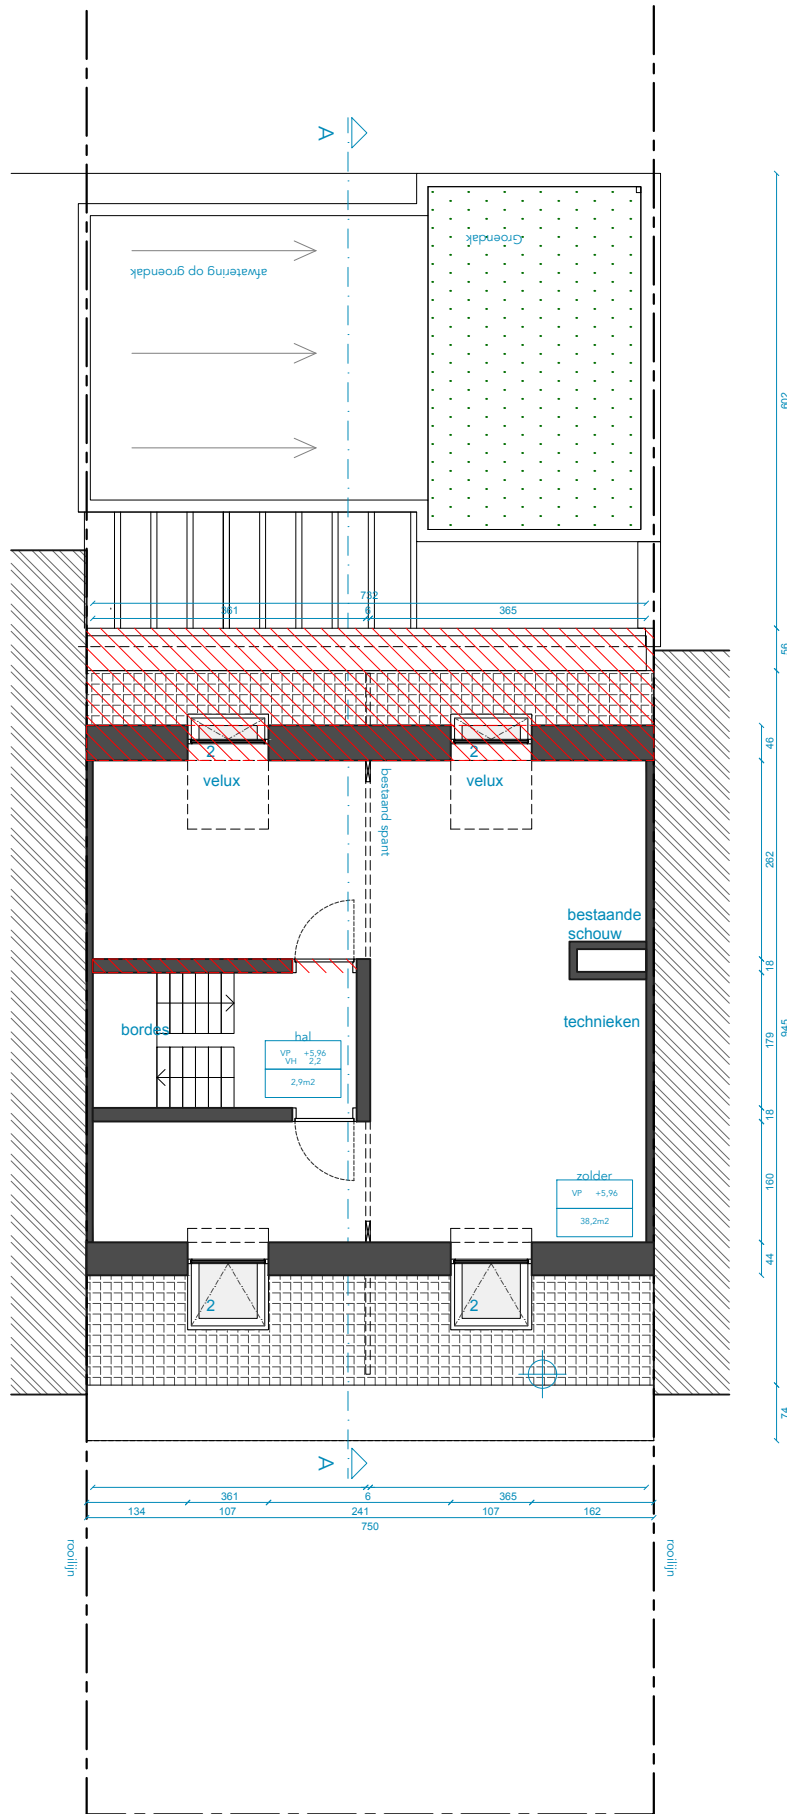 A
Groendak
afwatering op groendak
602
732
361
6
365
56
46
2
2
velux
velux
bestaand spant
262
bestaande
schouw
18
technieken
945
179
bordes
hal
VP +5,96
VH 2,2
2,9m2
18
160
zolder
VP +5,96
38,2m2
44
2
2
74
A
361
6
365
134
107
241
107
162
750
rooilijn
rooilijn